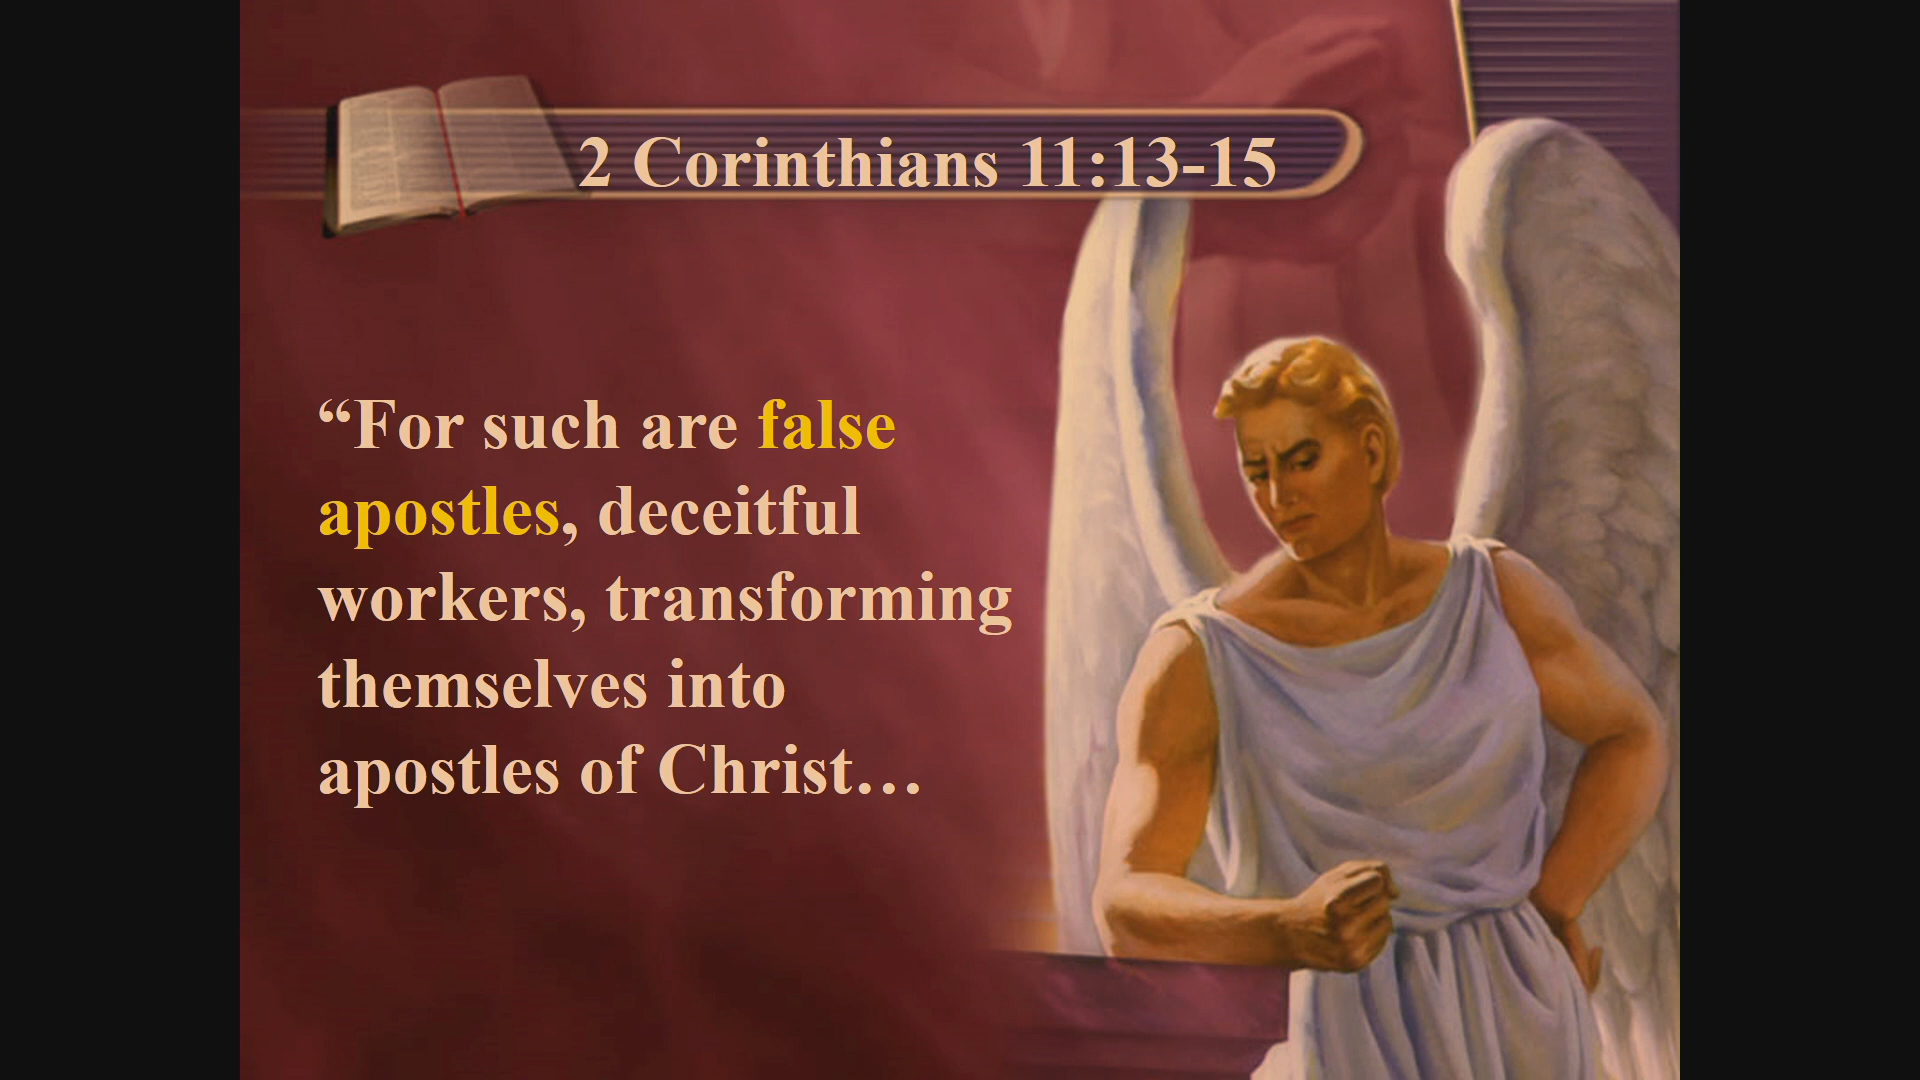 2 Corinthians 11:13-15
“For such are false
apostles, deceitful
workers, transforming
themselves into
apostles of Christ…